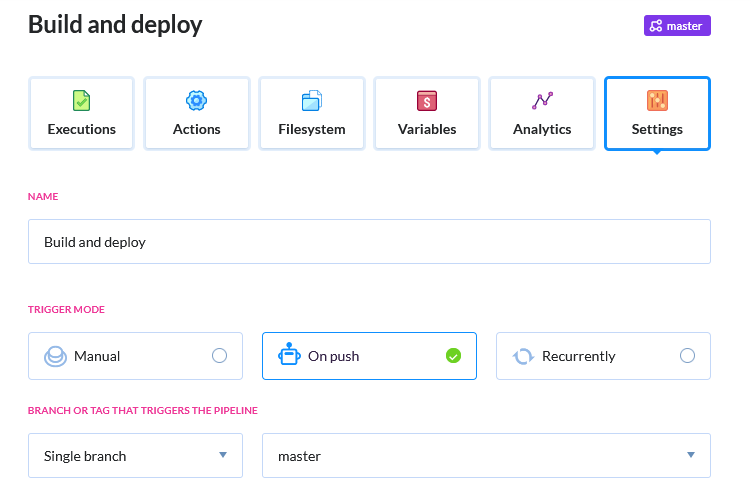 Build and deploy
master
Executions
Actions
Filesystem
Variables
Analytics
Settings
NAME
Build and deploy
TRIGGER MODE
Manual
On push
Recurrently
BRANCH OR TAG THAT TRIGGERS THE PIPELINE
Single branch
master